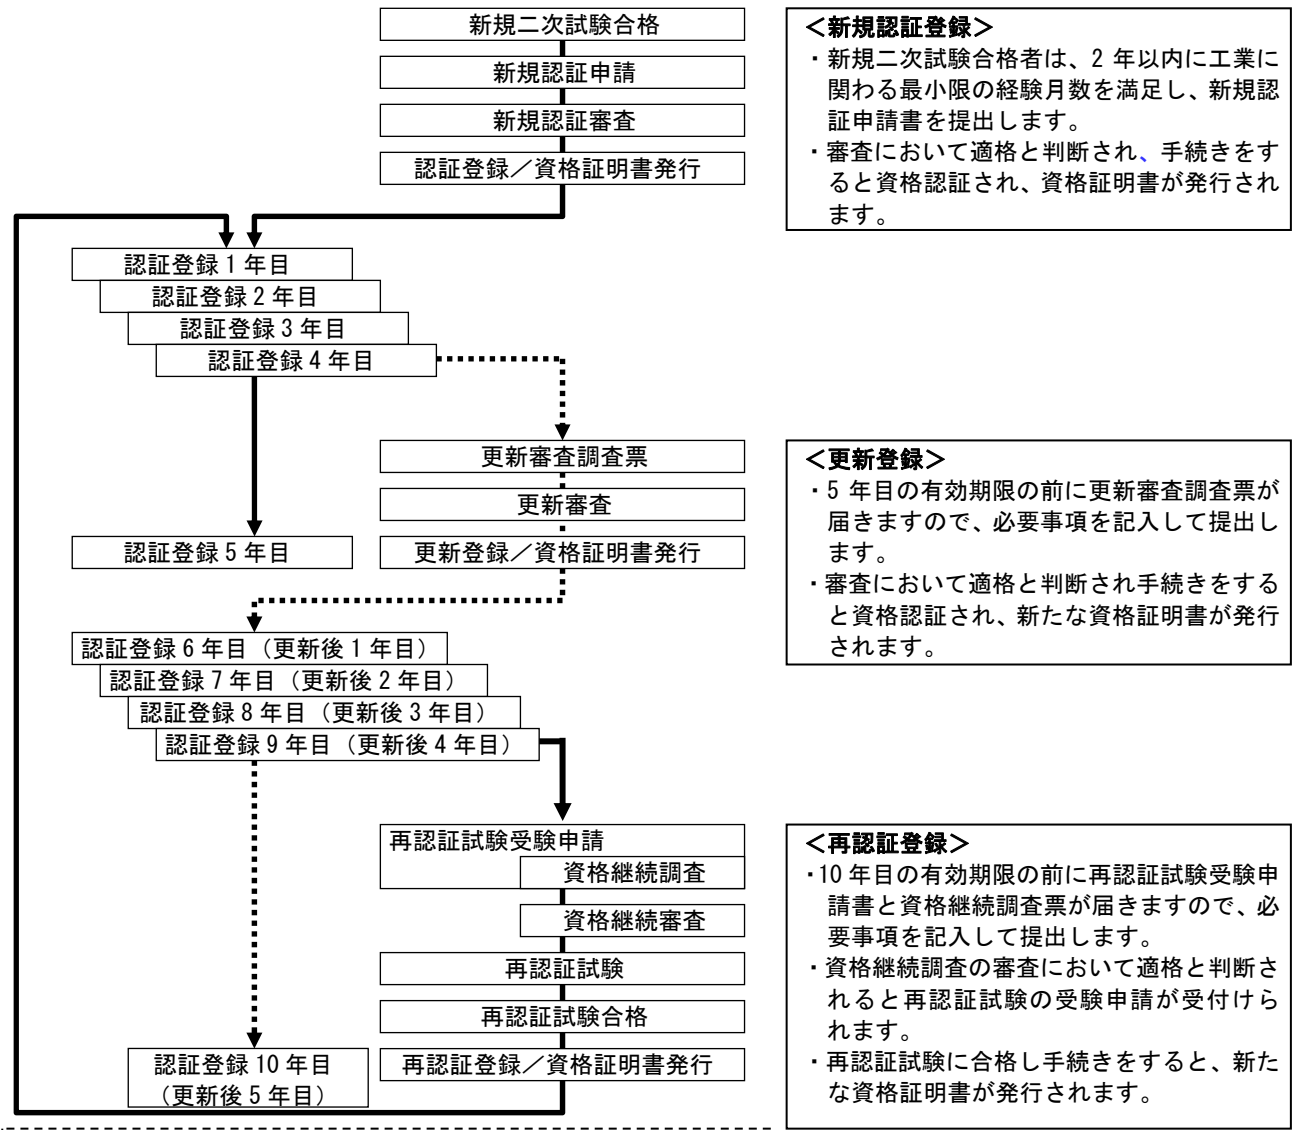 新規二次試験合格
新規認証申請
新規認証審査
認証登録／資格証明書発行
＜新規認証登録＞
・新規二次試験合格者は、2 年以内に工業に
関わる最小限の経験月数を満足し、新規認
証申請書を提出します。
・審査において適格と判断され、手続きをす
ると資格認証され、資格証明書が発行され
ます。
認証登録 1 年目
認証登録 2 年目
認証登録 3 年目
認証登録 4 年目
更新審査調査票
更新審査
認証登録 5 年目
更新登録／資格証明書発行
＜更新登録＞
・5 年目の有効期限の前に更新審査調査票が
届きますので、必要事項を記入して提出し
ます。
・審査において適格と判断され手続きをする
と資格認証され、新たな資格証明書が発行
されます。
認証登録 6 年目（更新後 1 年目）
認証登録 7 年目（更新後 2 年目）
認証登録 8 年目（更新後 3 年目）
認証登録 9 年目（更新後 4 年目）
再認証試験受験申請
資格継続調査
資格継続審査
再認証試験
再認証試験合格
認証登録 10 年目
（更新後 5 年目）
再認証登録／資格証明書発行
＜再認証登録＞
・10 年目の有効期限の前に再認証試験受験申
請書と資格継続調査票が届きますので、必
要事項を記入して提出します。
・資格継続調査の審査において適格と判断さ
れると再認証試験の受験申請が受付けら
れます。
・再認証試験に合格し手続きをすると、新た
な資格証明書が発行されます。